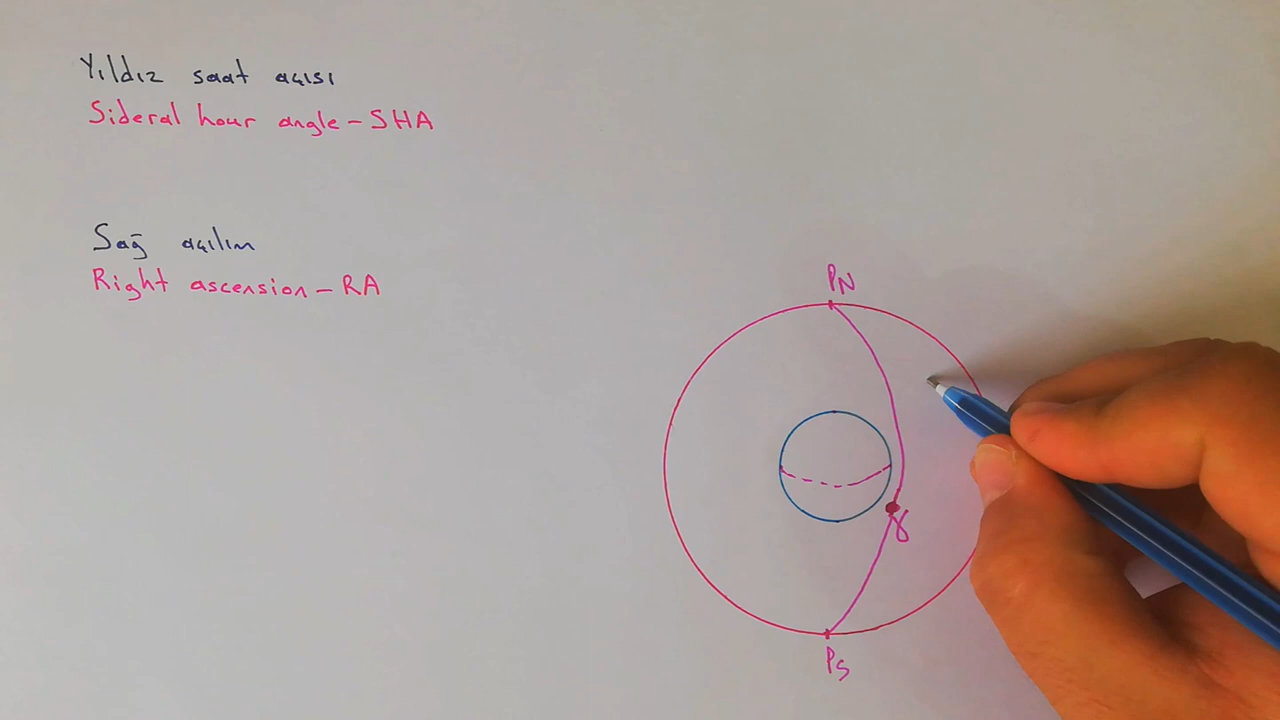 Yıldız saat açısı
Sideral hour angle – SHA
Sağ açılım
Right ascension – RA
PN
γ
PS